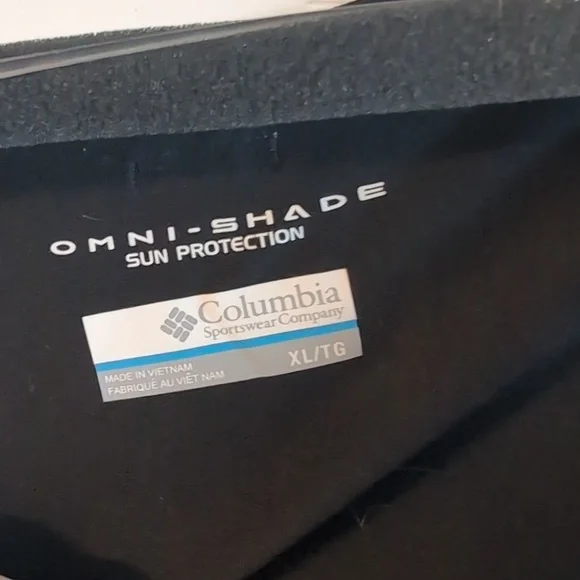 OMNI-SHADE
SUN PROTECTION
Columbia
Sportswear Company
XL/TG
MADE IN VIETNAM
FABRIQUÉ AU VIÊT NAM